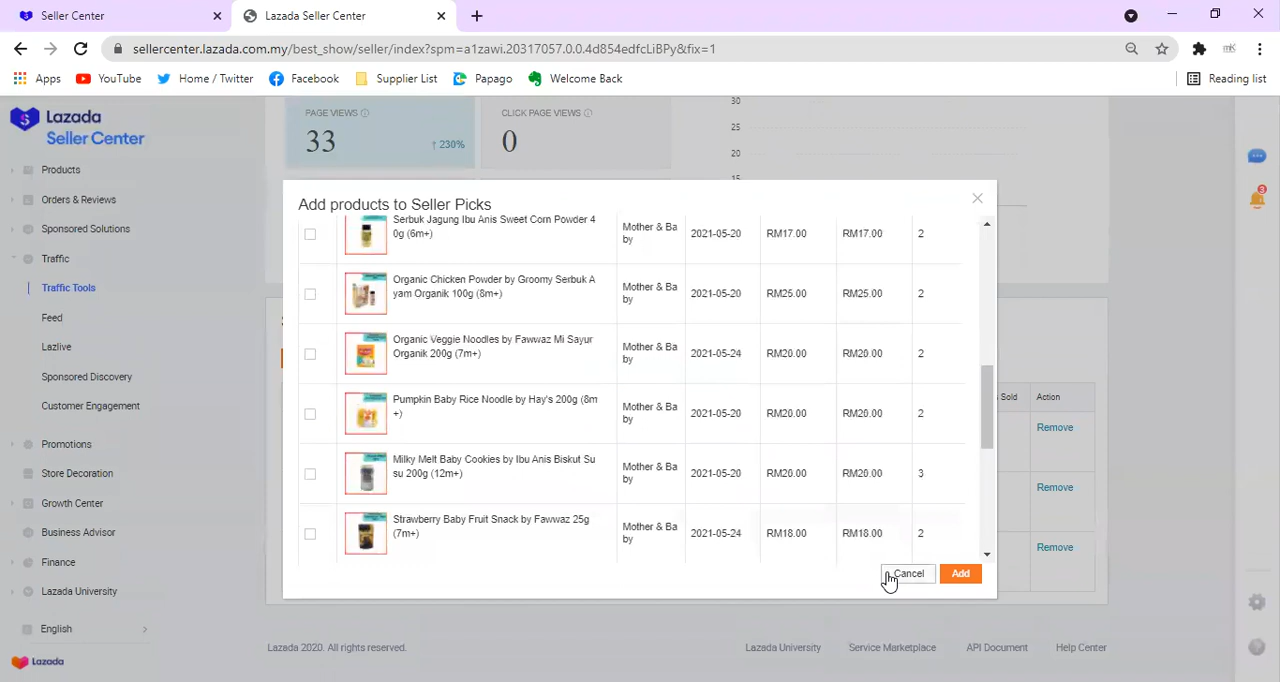 Seller Center
Lazada Seller Center
sellercenter.lazada.com.my/best_show/seller/index?spm=a1zawi.20317057.0.0.4d854edfcLiBPy&fix=1
Apps
YouTube
Home / Twitter
Facebook
Supplier List
Papago
Welcome Back
Reading list
Lazada
Seller Center
Products
Orders & Reviews
Sponsored Solutions
Traffic
Traffic Tools
Feed
Lazlive
Sponsored Discovery
Customer Engagement
Promotions
Store Decoration
Growth Center
Business Advisor
Finance
Lazada University
English
Lazada
PAGE VIEWS
33
↑ 230%
CLICK PAGE VIEWS
0
30
25
20
15
3
Add products to Seller Picks
Serbuk Jagung Ibu Anis Sweet Corn Powder 4
0g (6m+)
Mother & Ba
by
2021-05-20
RM17.00
RM17.00
2
Organic Chicken Powder by Groomy Serbuk A
yam Organik 100g (8m+)
Mother & Ba
by
2021-05-20
RM25.00
RM25.00
2
Organic Veggie Noodles by Fawwaz Mi Sayur
Organik 200g (7m+)
Mother & Ba
by
2021-05-24
RM20.00
RM20.00
2
Pumpkin Baby Rice Noodle by Hay's 200g (8m
+)
Mother & Ba
by
2021-05-20
RM20.00
RM20.00
2
Milky Melt Baby Cookies by Ibu Anis Biskut Su
su 200g (12m+)
Mother & Ba
by
2021-05-20
RM20.00
RM20.00
3
Strawberry Baby Fruit Snack by Fawwaz 25g
(7m+)
Mother & Ba
by
2021-05-24
RM18.00
RM18.00
2
Cancel
Add
Sold
Action
Remove
Remove
Remove
Lazada 2020. All rights reserved.
Lazada University
Service Marketplace
API Document
Help Center